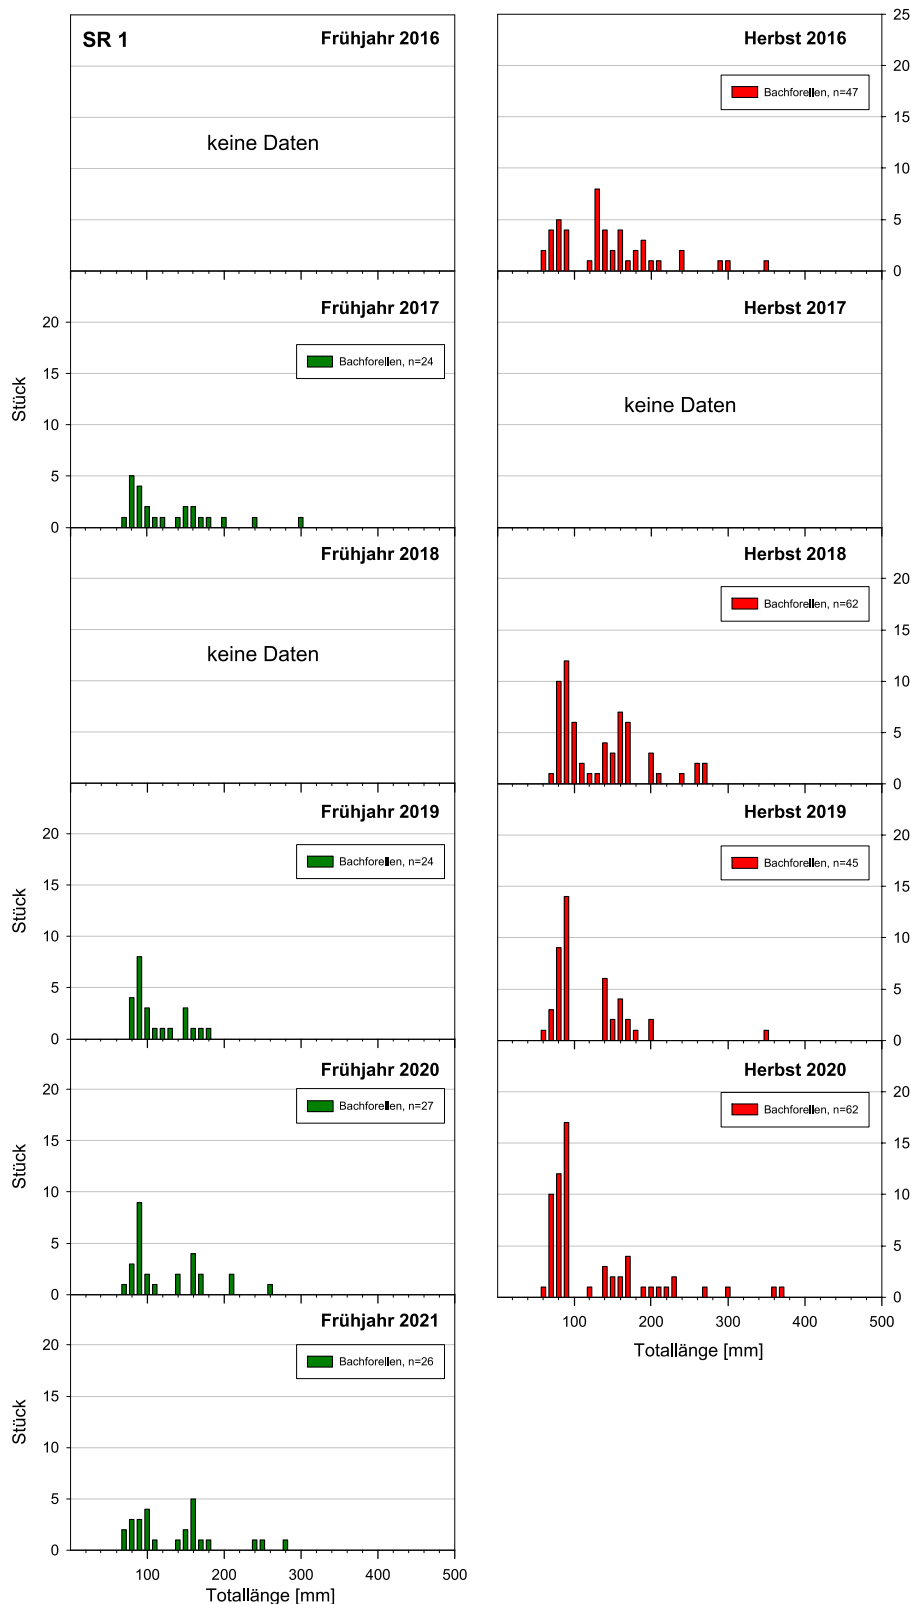 SR 1
Frühjahr 2016
keine Daten
Herbst 2016
Bachforellen, n=47
25
20
15
10
5
0
Frühjahr 2017
Bachforellen, n=24
Stück
20
15
10
5
0
Herbst 2017
keine Daten
Frühjahr 2018
keine Daten
Herbst 2018
Bachforellen, n=62
20
15
10
5
0
Frühjahr 2019
Bachforellen, n=24
Stück
20
15
10
5
0
Herbst 2019
Bachforellen, n=45
20
15
10
5
0
Frühjahr 2020
Bachforellen, n=27
Stück
20
15
10
5
0
Herbst 2020
Bachforellen, n=62
20
15
10
5
0
100 200 300 400 500
Totallänge [mm]
Frühjahr 2021
Bachforellen, n=26
Stück
20
15
10
5
0
100 200 300 400 500
Totallänge [mm]